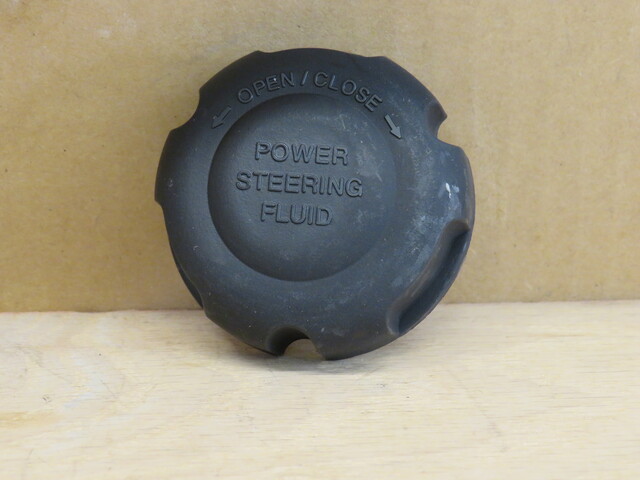 ← OPEN / CLOSE →
POWER
STEERING
FLUID